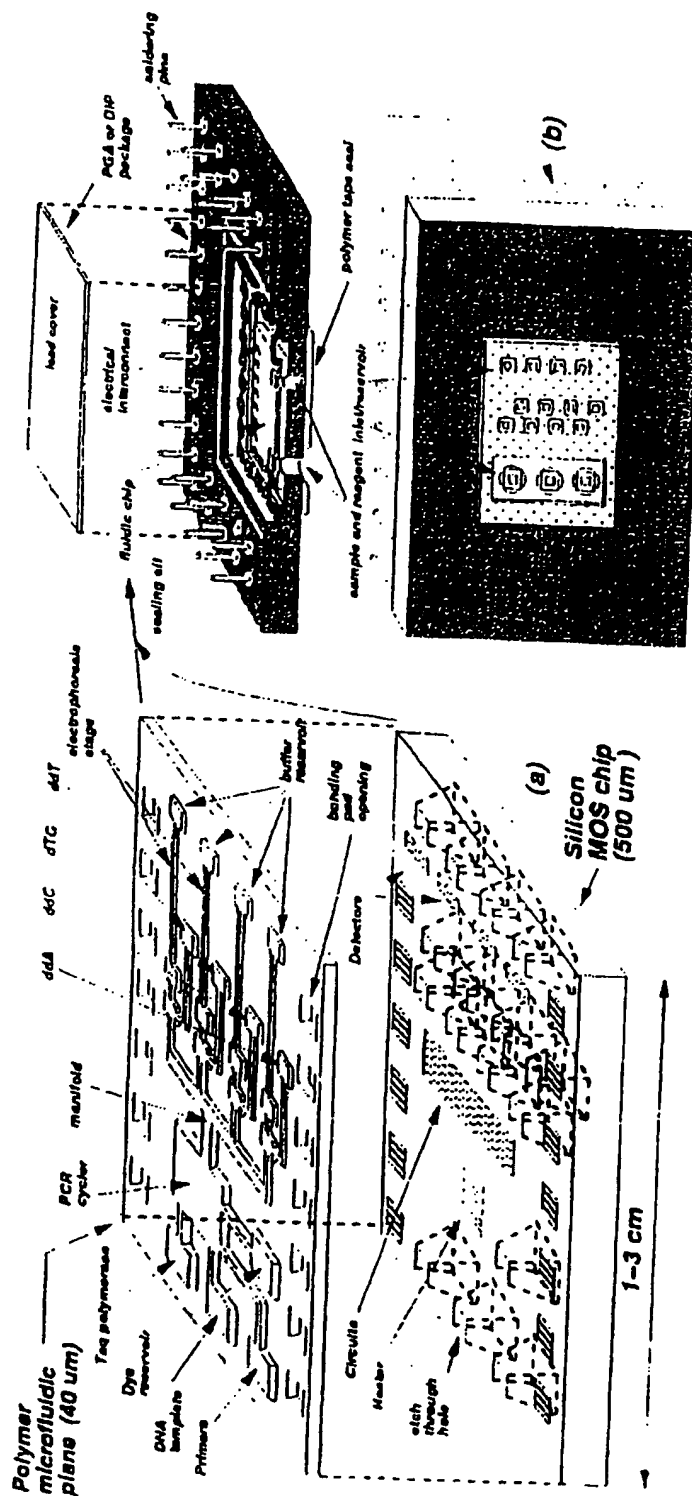 Polymer
microfluidic
plane (40 um)
Taq polymerase
Dye
reservoir
DNA
template
Primers
PCR
cycler
manifold
ddA
ddC
dTG
ddT
electrophoresis
stage
buffer
reservoir
bonding
pad
opening
Detectors
Circuits
Heater
etch
through
hole
(a)
Silicon
MOS chip
(500 um)
1-3 cm
sealing oil
fluidic chip
electrical
interconnect
lead cover
PGA or DIP
package
soldering
pins
polymer tape seal
sample and reagent inlet/reservoir
(b)